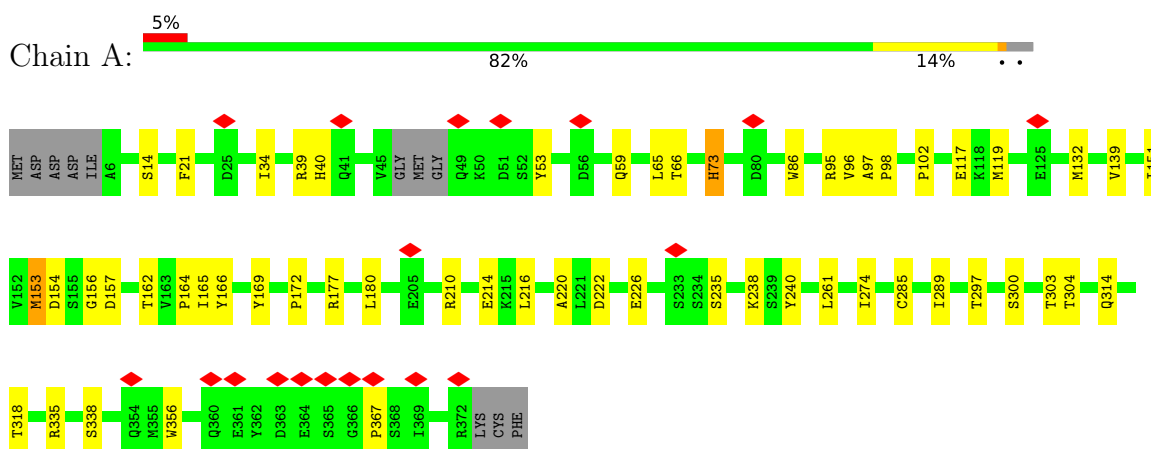 5%
Chain A:
82% 14% • •
MET ASP ASP ASP ILE A6 S14 F21 D25 I34 R39 H40 Q41 V45 GLY MET GLY Q49 K50 D51 S52 Y53 D56 Q59 L65 T66 H73 D80 W86 R95 V96 A97 P98 P102 E117 K118 M119 E125 M132 V139 I151
V152 M153 D154 S155 G156 D157 T162 V163 P164 I165 Y166 Y169 P172 R177 L180 E205 R210 E214 K215 L216 A220 L221 D222 E226 S233 S234 S235 K238 S239 Y240 L261 I274 C285 I289 T297 S300 T303 T304 Q314
T318 R335 S338 Q354 M355 W356 Q360 E361 Y362 D363 E364 S365 G366 P367 S368 I369 R372 LYS CYS PHE